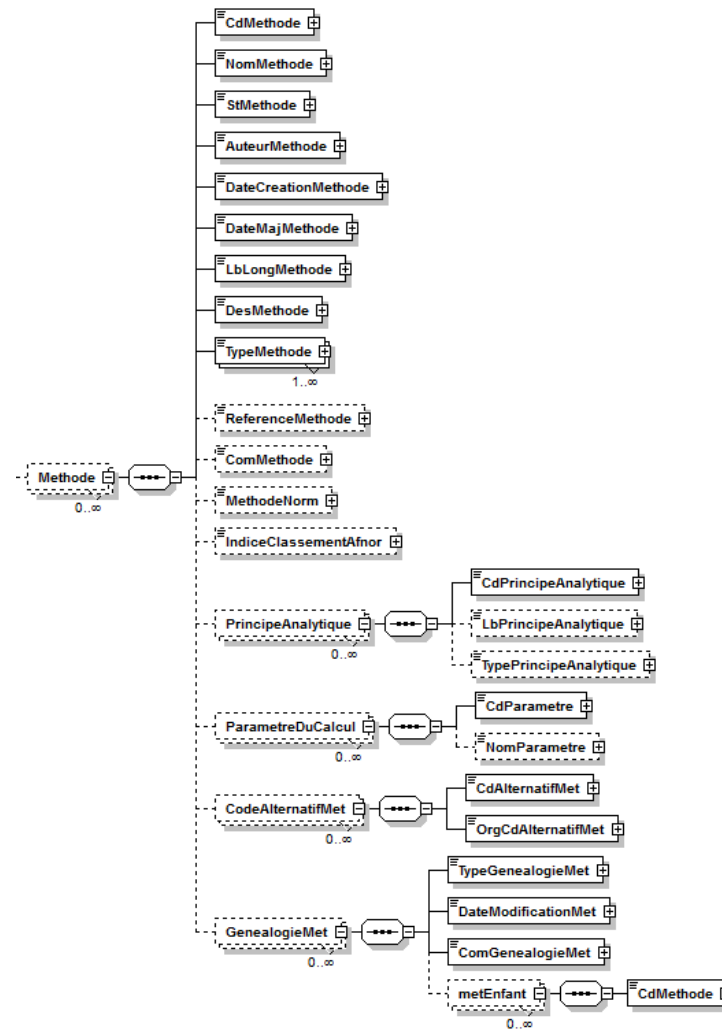 CdMethode
NomMethode
StMethode
AuteurMethode
DateCreationMethode
DateMajMethode
LbLongMethode
DesMethode
TypeMethode
1..∞
ReferenceMethode
ComMethode
Methode
0..∞
MethodeNorm
IndiceClassementAfnor
PrincipeAnalytique
0..∞
CdPrincipeAnalytique
LbPrincipeAnalytique
TypePrincipeAnalytique
ParametreDuCalcul
0..∞
CdParametre
NomParametre
CodeAlternatifMet
0..∞
CdAlternatifMet
OrgCdAlternatifMet
GenealogieMet
0..∞
TypeGenealogieMet
DateModificationMet
ComGenealogieMet
metEnfant
0..∞
CdMethode